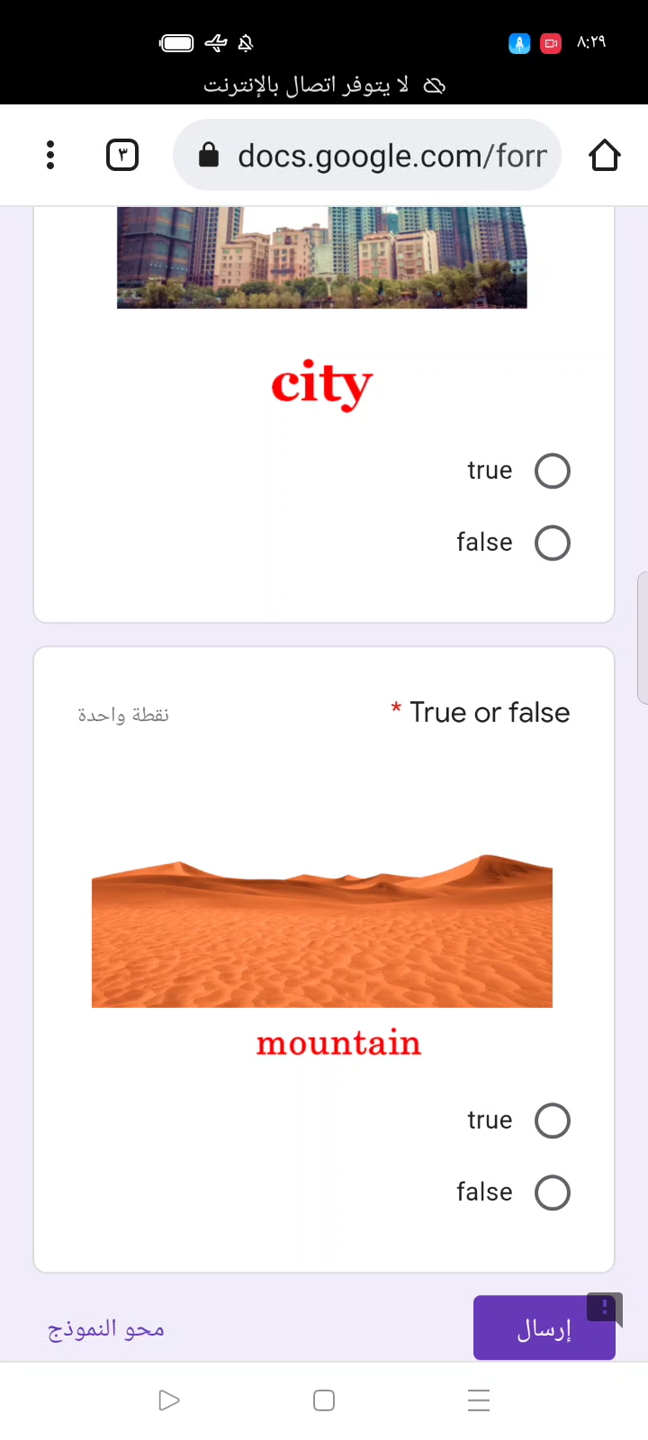 ٨:٢٩
لا يتوفر اتصال بالإنترنت
٣
docs.google.com/forr
city
true
false
* True or false
نقطة واحدة
mountain
true
false
إرسال
محو النموذج